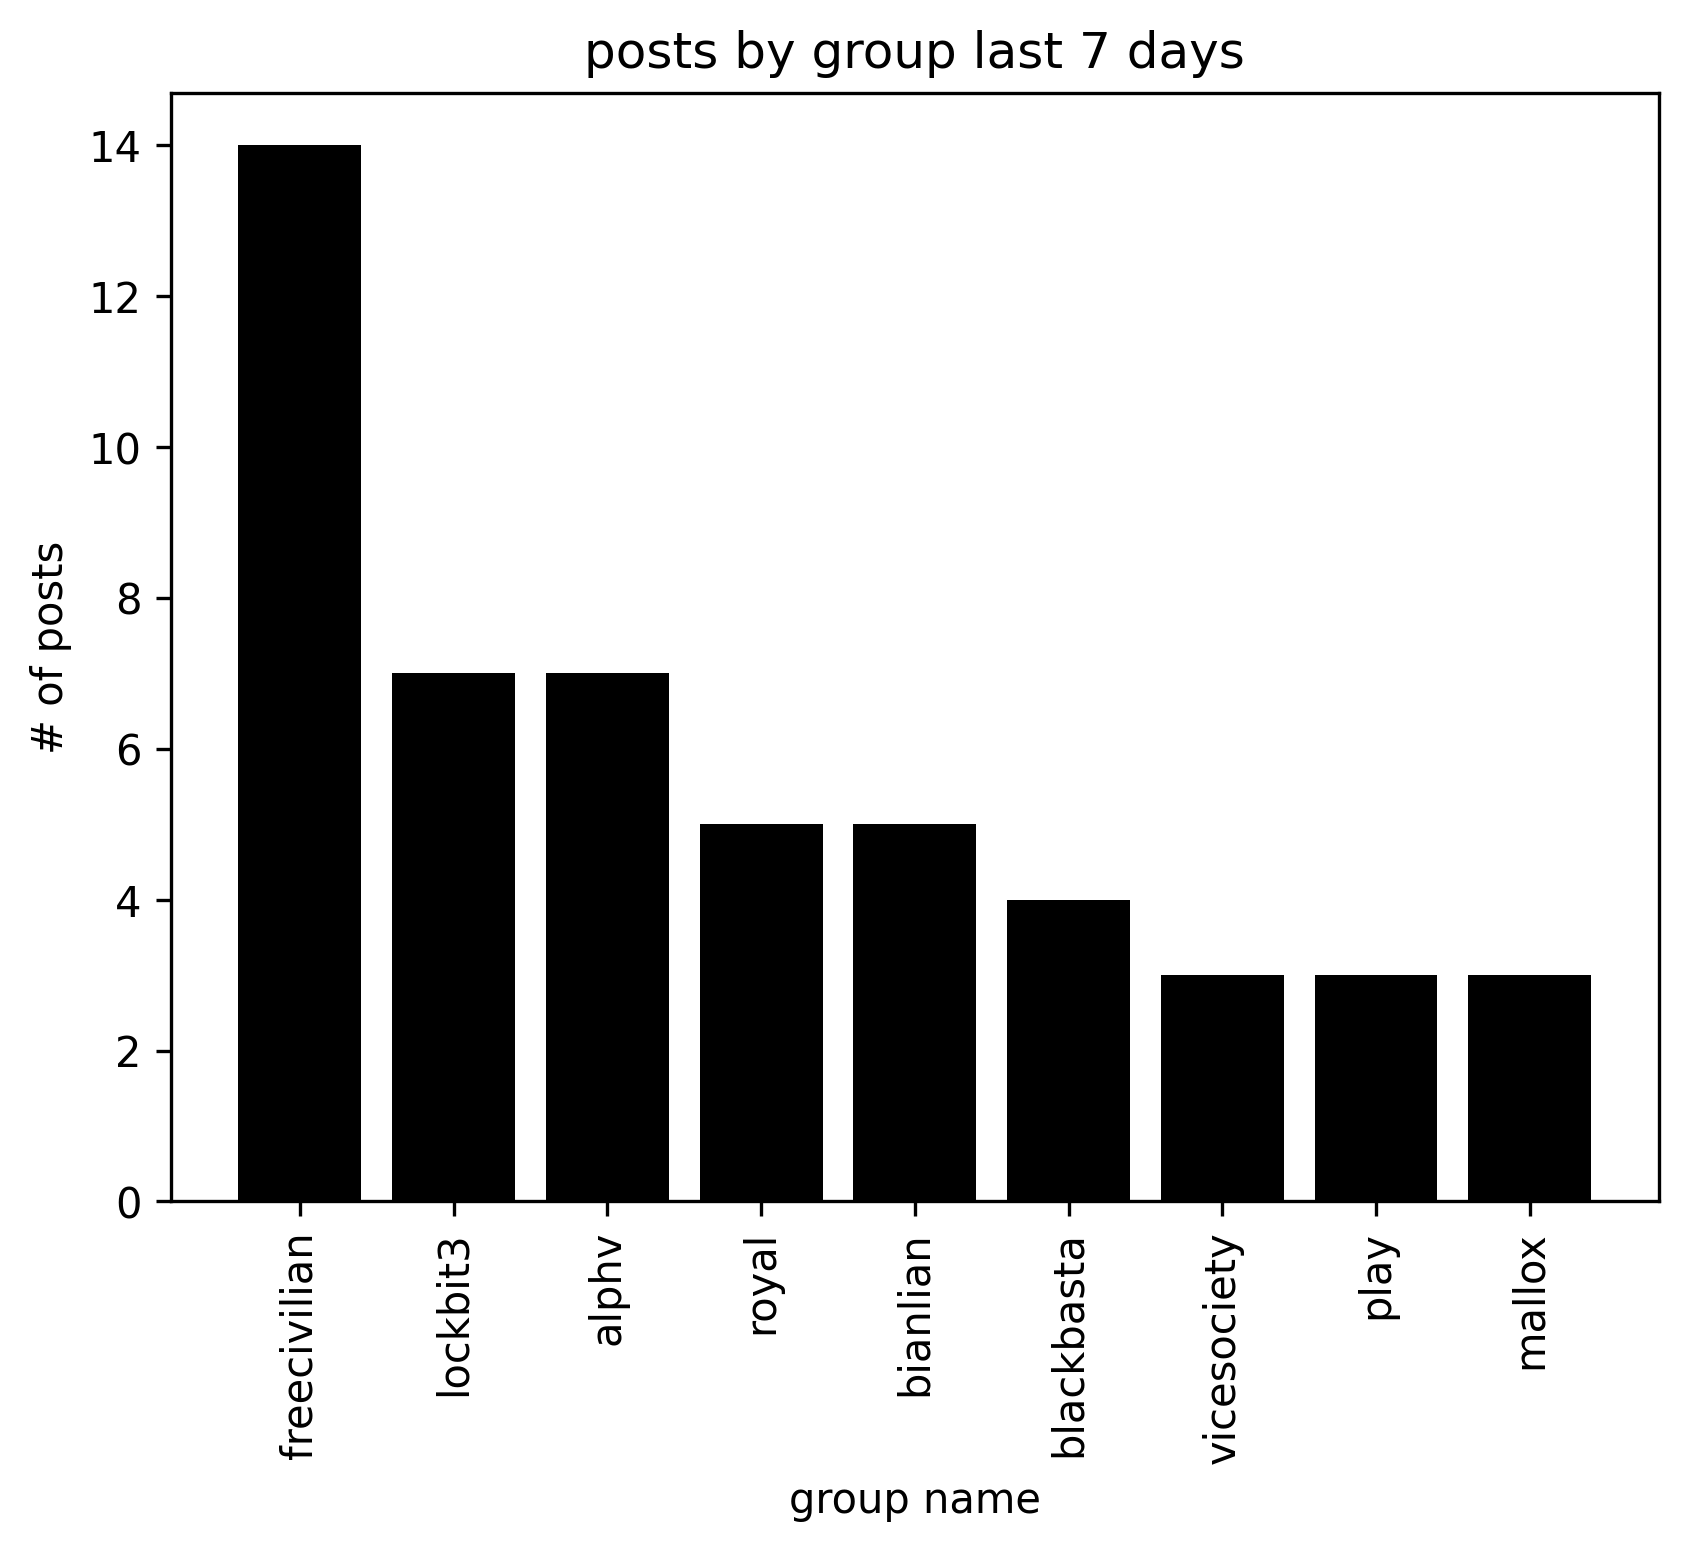 posts by group last 7 days
14
12
10
8
6
4
2
0
# of posts
freecivilian
lockbit3
alphv
royal
bianlian
blackbasta
vicesociety
play
mallox
group name